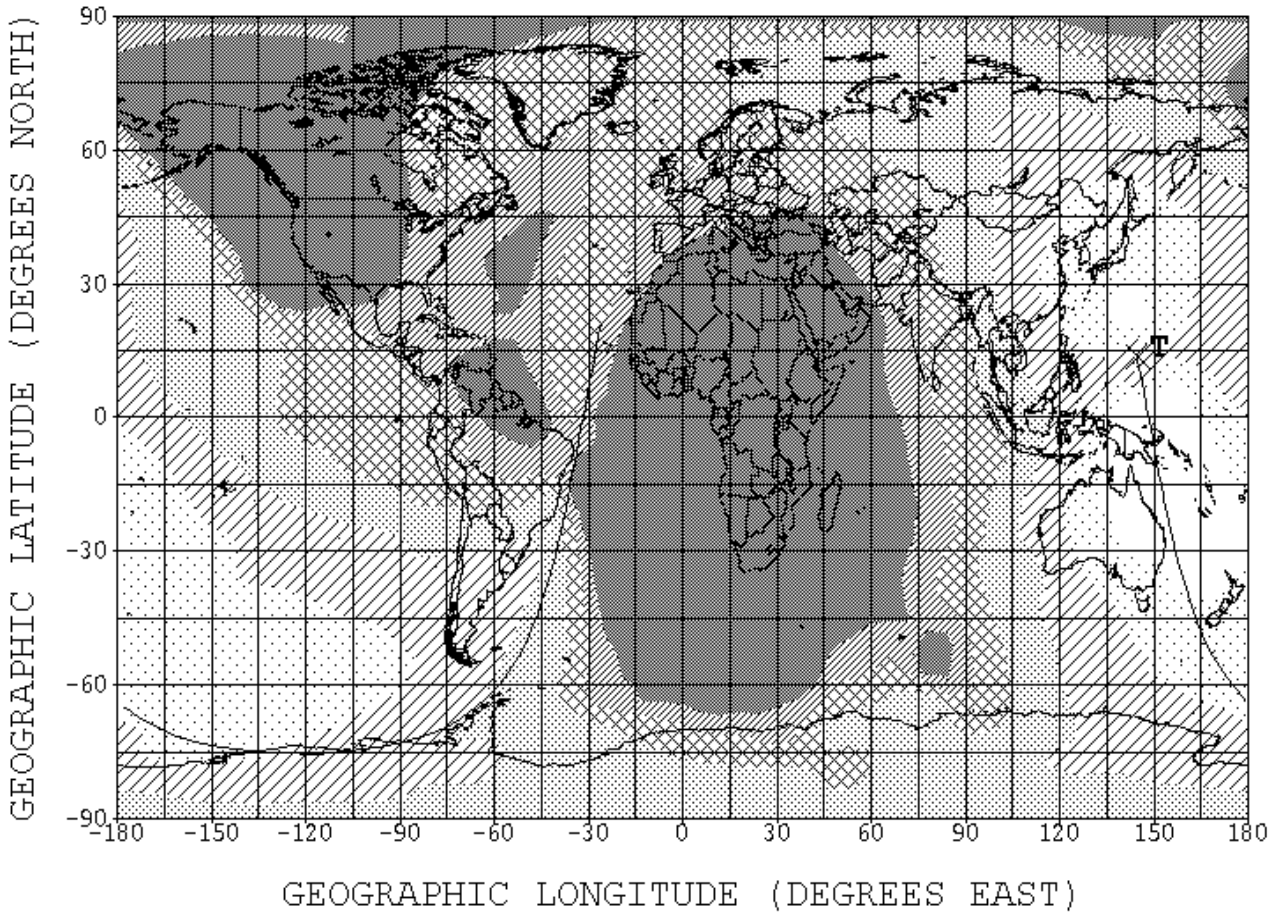 GEOGRAPHIC LATITUDE (DEGREES NORTH)
90
60
30
0
-30
-60
-90
T
-180 -150 -120 -90 -60 -30 0 30 60 90 120 150 180
GEOGRAPHIC LONGITUDE (DEGREES EAST)